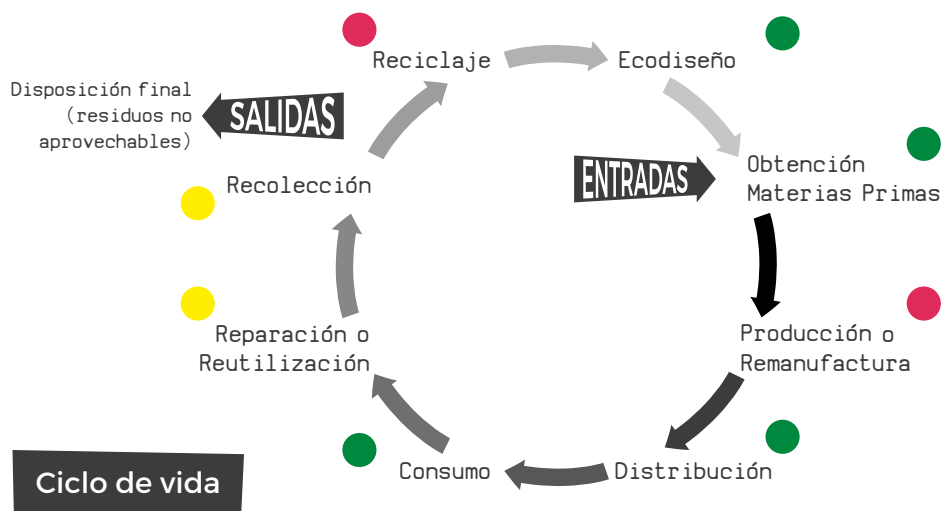 Reciclaje
Ecodiseño
Disposición final
(residuos no
aprovechables)
SALIDAS
ENTRADAS
Obtención
Materias Primas
Recolección
Reparación o
Reutilización
Producción o
Remanufactura
Consumo
Distribución
Ciclo de vida